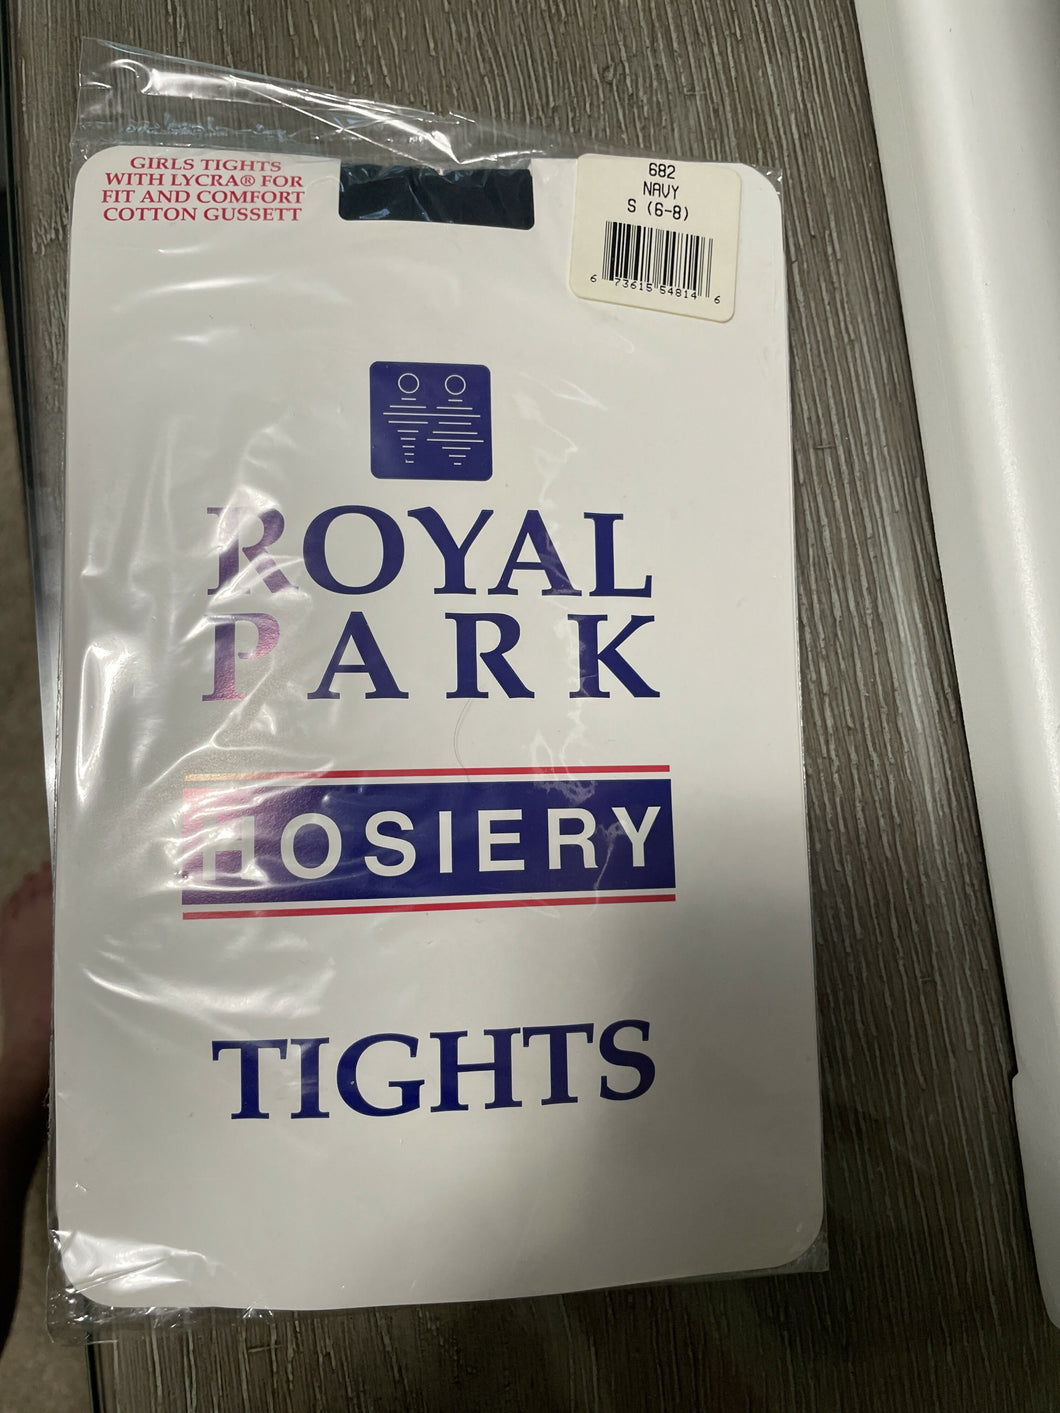 GIRLS TIGHTS
WITH LYCRA® FOR
FIT AND COMFORT
COTTON GUSSETT
682
NAVY
S (6-8)
6 73615 54814 6
ROYAL
PARK
HOSIERY
TIGHTS